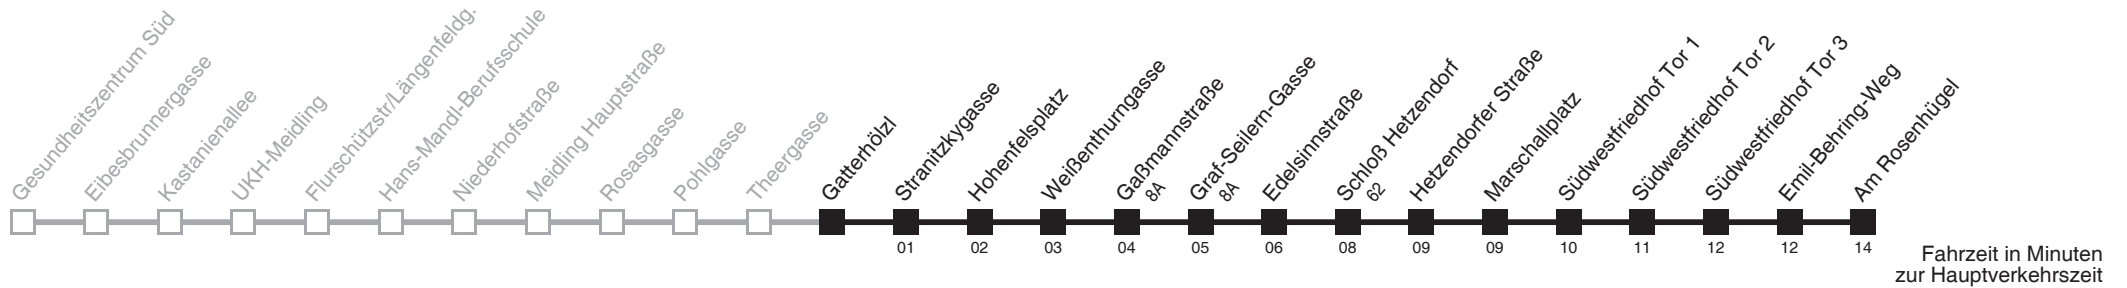 Gesundheitszentrum Süd
Eibesbrunnergasse
Kastanienallee
UKH-Meidling
Flurschützstr/Längenfeldg.
Hans-Mandl-Berufsschule
Niederhofstraße
Meidling Hauptstraße
Rosasgasse
Pohlgasse
Theergasse
Gatterhölzl
Stranitzkygasse
Hohenfelsplatz
Weißenthurngasse
Gaßmannstraße
8A
Graf-Seilern-Gasse
8A
Edelsinnstraße
Schloß Hetzendorf
62
Hetzendorfer Straße
Marschallplatz
Südwestfriedhof Tor 1
Südwestfriedhof Tor 2
Südwestfriedhof Tor 3
Emil-Behring-Weg
Am Rosenhügel
01 02 03 04 05 06 08 09 09 10 11 12 12 14
Fahrzeit in Minuten
zur Hauptverkehrszeit